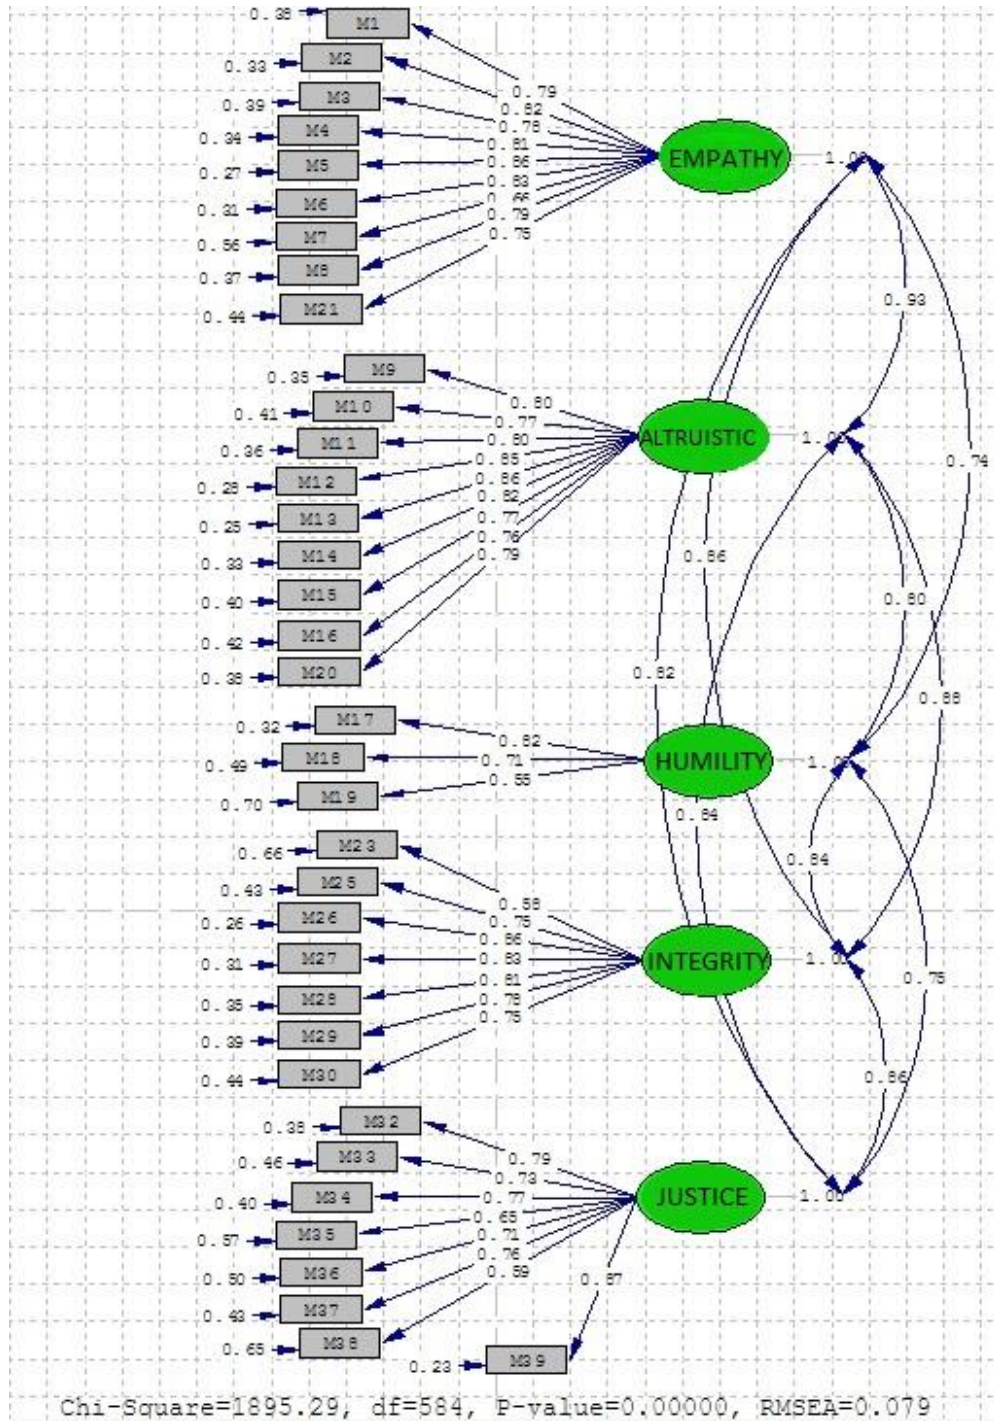 0.38 M1 0.79
0.33 M2 0.82
0.39 M3 0.78
0.34 M4 0.81
0.27 M5 0.86
0.31 M6 0.83
0.56 M7 0.66
0.37 M8 0.79
0.44 M21 0.75
EMPATHY 1.00
0.93
0.35 M9 0.80
0.41 M10 0.77
0.36 M11 0.80
0.28 M12 0.85
0.25 M13 0.86
0.33 M14 0.82
0.40 M15 0.77
0.42 M16 0.76
0.38 M20 0.79
ALTRUISTIC 1.00
0.74
0.86
0.80
0.82
0.88
0.32 M17 0.82
0.49 M18 0.71
0.70 M19 0.55
HUMILITY 1.00
0.84
0.84
0.66 M23 0.58
0.43 M25 0.75
0.26 M26 0.86
0.31 M27 0.83
0.35 M28 0.81
0.39 M29 0.78
0.44 M30 0.75
INTEGRITY 1.00
0.75
0.86
0.38 M32 0.79
0.46 M33 0.73
0.40 M34 0.77
0.57 M35 0.65
0.50 M36 0.71
0.43 M37 0.76
0.65 M38 0.59
0.23 M39 0.87
JUSTICE 1.00
Chi-Square=1895.29, df=584, P-value=0.00000, RMSEA=0.079